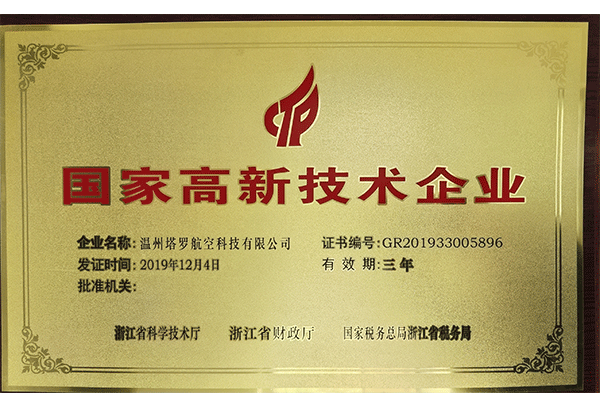 CTP
国家高新技术企业
企业名称：温州塔罗航空科技有限公司 证书编号：GR201933005896
发证时间：2019年12月4日 有效期：三年
批准机关：
浙江省科学技术厅 浙江省财政厅 国家税务总局浙江省税务局